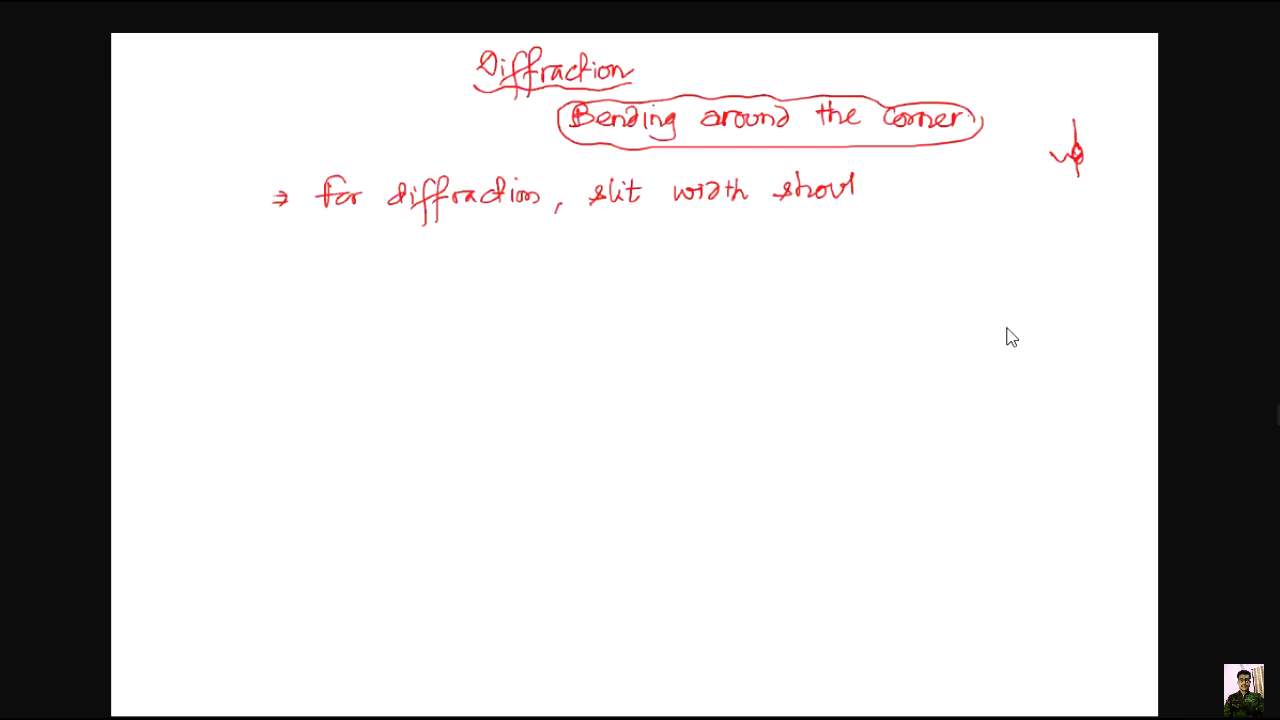 Diffraction
Bending around the corner
⇒ For diffraction, slit width shoul